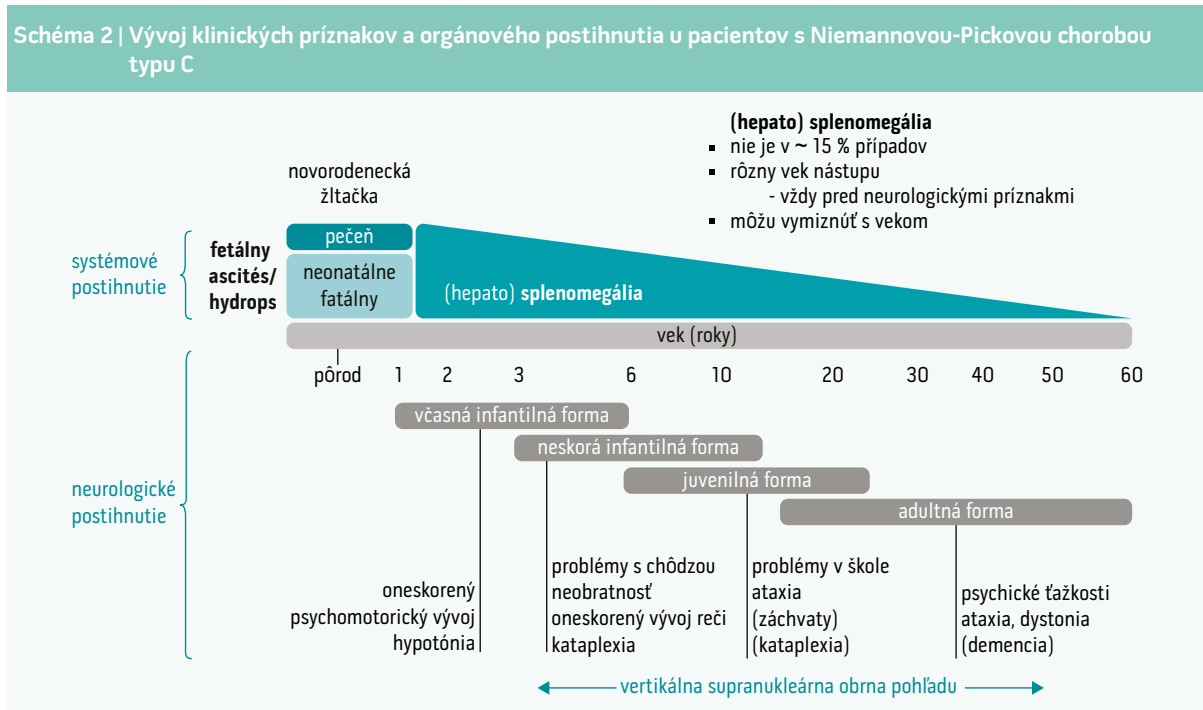 Schéma 2 | Vývoj klinických príznakov a orgánového postihnutia u pacientov s Niemannovou-Pickovou chorobou
typu C
(hepato) splenomegália
▪ nie je v ~ 15 % případov
▪ rôzny vek nástupu
- vždy pred neurologickými príznakmi
▪ môžu vymiznúť s vekom
novorodenecká
žltačka
systémové
postihnutie
fetálny
ascités/
hydrops
pečeň
neonatálne
fatálny
(hepato) splenomegália
vek (roky)
pôrod 1 2 3 6 10 20 30 40 50 60
neurologické
postihnutie
včasná infantilná forma
neskorá infantilná forma
juvenilná forma
adultná forma
oneskorený
psychomotorický vývoj
hypotónia
problémy s chôdzou
neobratnosť
oneskorený vývoj reči
kataplexia
problémy v škole
ataxia
(záchvaty)
(kataplexia)
psychické ťažkosti
ataxia, dystonia
(demencia)
vertikálna supranukleárna obrna pohľadu